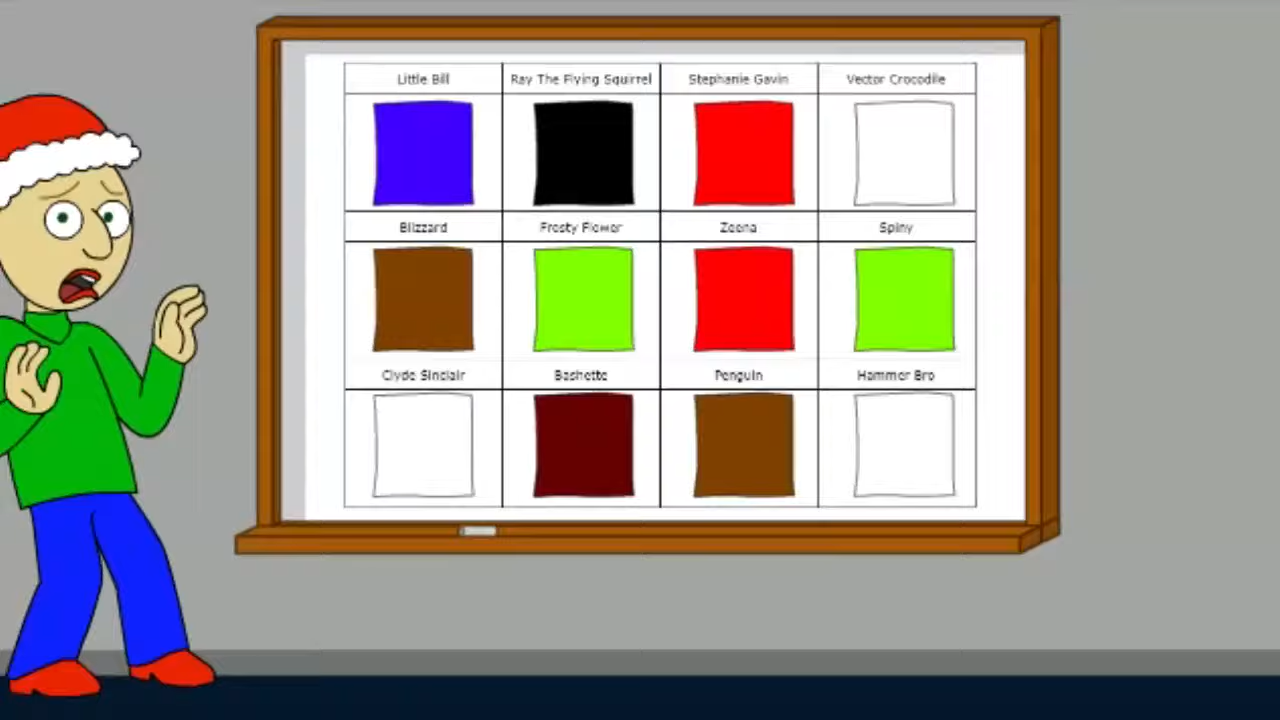 Little Bill Ray The Flying Squirrel Stephanie Gavin Vector Crocodile
Blizzard Frosty Flower Zeena Spiny
Clyde Sinclair Bashette Penguin Hammer Bro